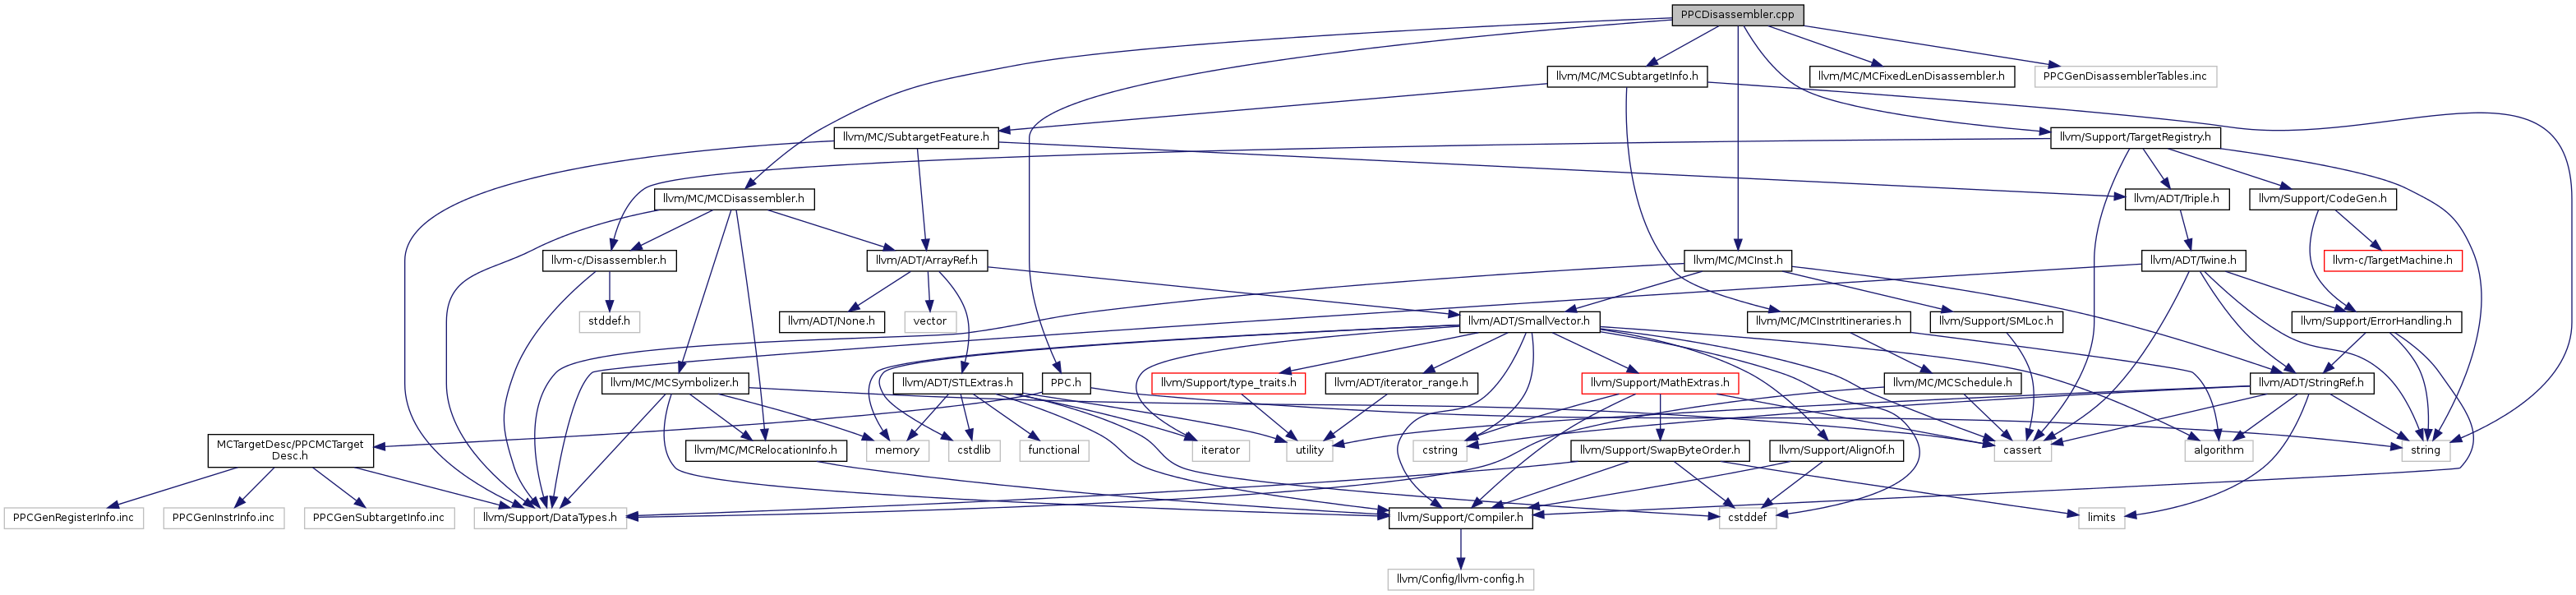 PPCDisassembler.cpp
llvm/MC/MCSubtargetInfo.h
llvm/MC/MCFixedLenDisassembler.h
PPCGenDisassemblerTables.inc
llvm/MC/SubtargetFeature.h
llvm/Support/TargetRegistry.h
llvm/MC/MCDisassembler.h
llvm/ADT/Triple.h
llvm/Support/CodeGen.h
llvm-c/Disassembler.h
llvm/ADT/ArrayRef.h
llvm/MC/MCInst.h
llvm/ADT/Twine.h
llvm-c/TargetMachine.h
stddef.h
llvm/ADT/None.h
vector
llvm/ADT/SmallVector.h
llvm/MC/MCInstrItineraries.h
llvm/Support/SMLoc.h
llvm/Support/ErrorHandling.h
llvm/MC/MCSymbolizer.h
llvm/ADT/STLExtras.h
PPC.h
llvm/Support/type_traits.h
llvm/ADT/iterator_range.h
llvm/Support/MathExtras.h
llvm/MC/MCSchedule.h
llvm/ADT/StringRef.h
MCTargetDesc/PPCMCTarget
Desc.h
llvm/MC/MCRelocationInfo.h
memory
cstdlib
functional
iterator
utility
cstring
llvm/Support/SwapByteOrder.h
llvm/Support/AlignOf.h
cassert
algorithm
string
PPCGenRegisterInfo.inc
PPCGenInstrInfo.inc
PPCGenSubtargetInfo.inc
llvm/Support/DataTypes.h
llvm/Support/Compiler.h
cstddef
limits
llvm/Config/llvm-config.h